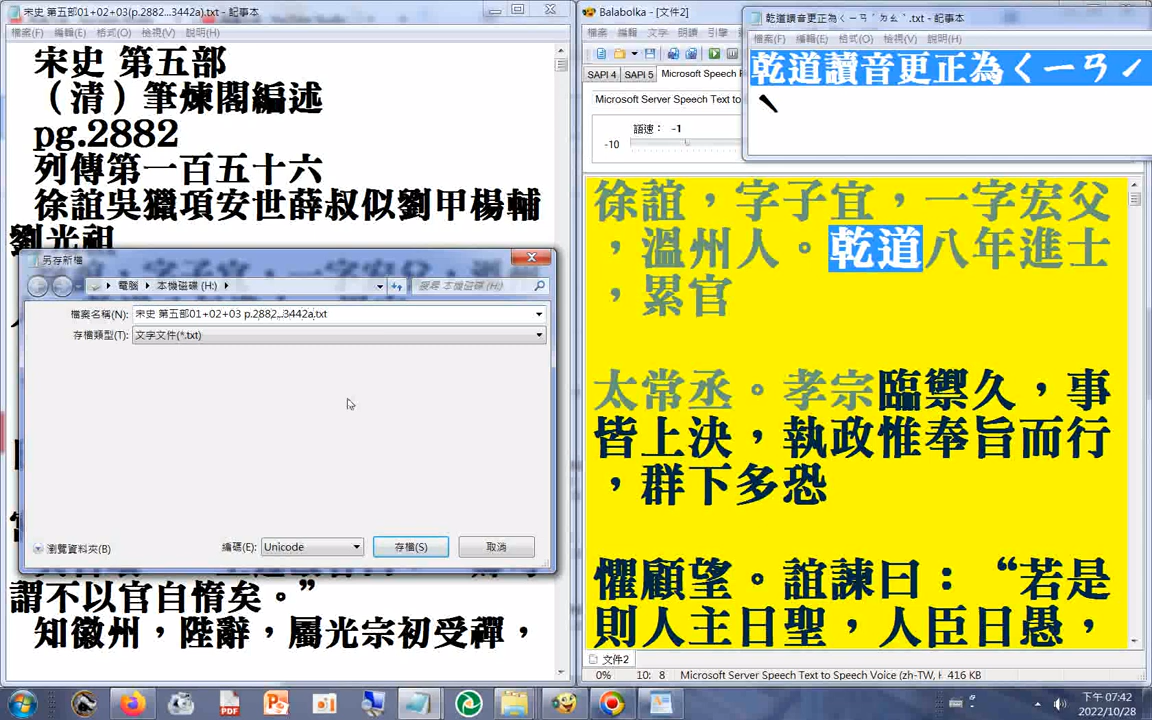 宋史 第五部01+02+03(p.2882...3442a).txt - 記事本
檔案(F) 編輯(E) 格式(O) 檢視(V) 說明(H)
宋史 第五部
（清）筆煉閣編述
pg.2882
列傳第一百五十六
徐誼吳獵項安世薛叔似劉甲楊輔
劉光祖
另存新檔
電腦 本機磁碟 (H:)
搜尋 本機磁碟 (H:)
檔案名稱(N): 宋史 第五部01+02+03 p.2882,..3442a.txt
存檔類型(T): 文字文件(*.txt)
瀏覽資料夾(B)
編碼(E): Unicode
存檔(S)
取消
謂不以官自惰矣。”
知徽州，陛辭，屬光宗初受禪，
Balabolka - [文件2]
檔案 編輯 文字 朗讀 引擎
SAPI 4 SAPI 5 Microsoft Speech P
Microsoft Server Speech Text to
語速： -1
-10
乾道讀音更正為ㄑㄧㄢˊㄉㄠˋ.txt - 記事本
檔案(F) 編輯(E) 格式(O) 檢視(V) 說明(H)
乾道讀音更正為ㄑㄧㄢˊ
ˋ
徐誼，字子宜，一字宏父
，溫州人。乾道八年進士
，累官
太常丞。孝宗臨禦久，事
皆上決，執政惟奉旨而行
，群下多恐
懼顧望。誼諫曰：“若是
則人主日聖，人臣日愚，
文件2
0% 10: 8 Microsoft Server Speech Text to Speech Voice (zh-TW, H 416 KB
下午 07:42
2022/10/28